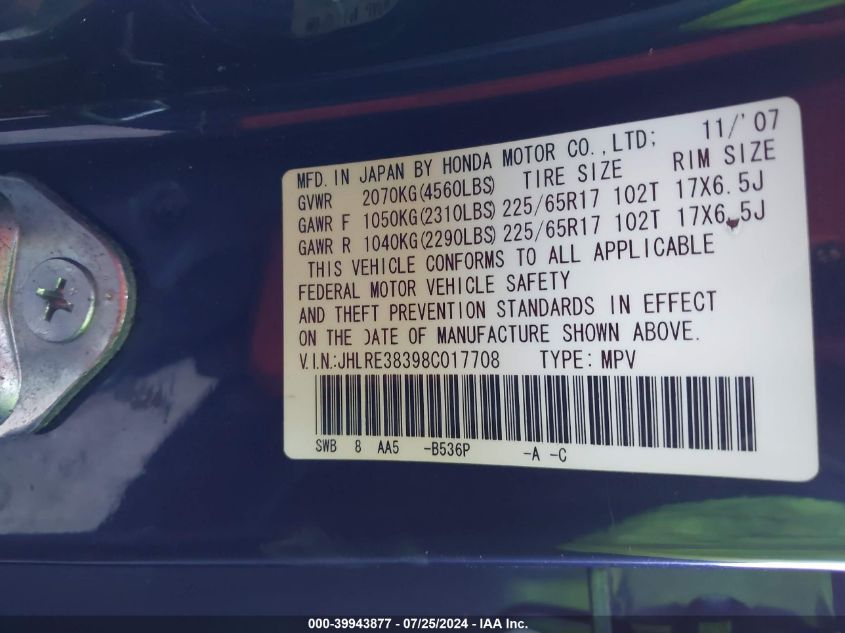 MFD. IN JAPAN BY HONDA MOTOR CO.,LTD; 11/'07
GVWR 2070KG(4560LBS) TIRE SIZE RIM SIZE
GAWR F 1050KG(2310LBS) 225/65R17 102T 17X6.5J
GAWR R 1040KG(2290LBS) 225/65R17 102T 17X6.5J
THIS VEHICLE CONFORMS TO ALL APPLICABLE
FEDERAL MOTOR VEHICLE SAFETY
AND THEFT PREVENTION STANDARDS IN EFFECT
ON THE DATE OF MANUFACTURE SHOWN ABOVE.
V.I.N.:JHLRE38398C017708 TYPE: MPV
SWB 8 AA5 -B536P -A -C
000-39943877 - 07/25/2024 - IAA Inc.